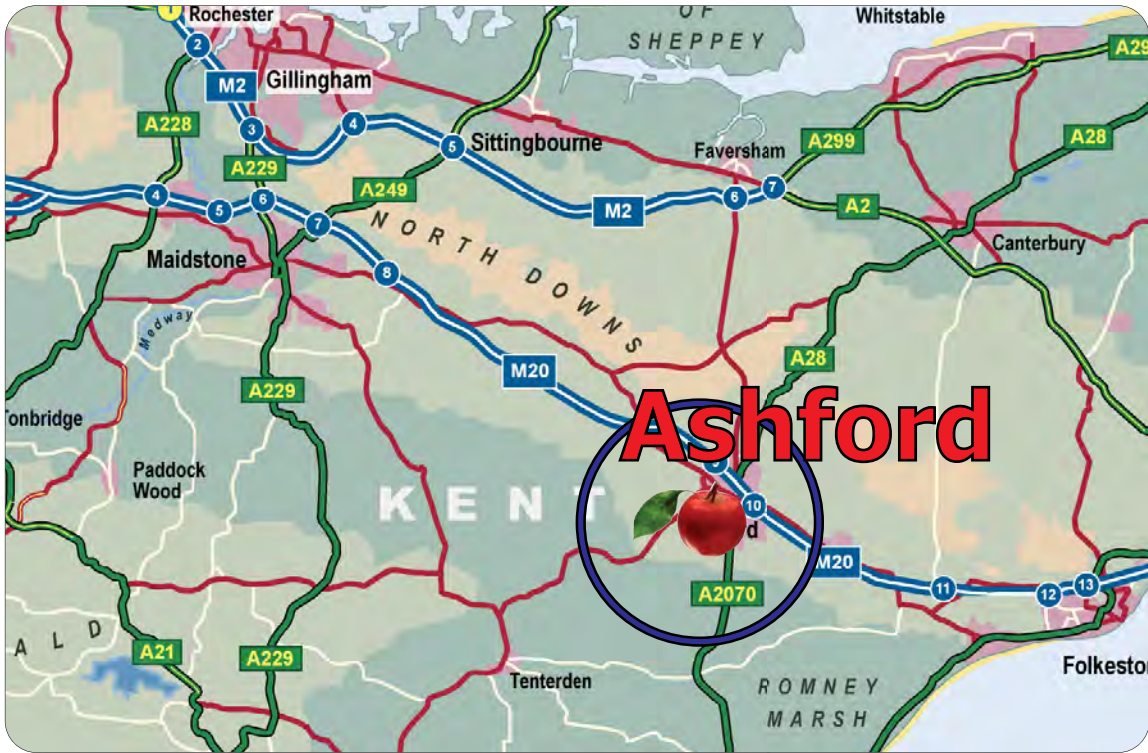 1
Rochester
OF
SHEPPEY
Whitstable
2
M2
Gillingham
A29
A228
3
4
5
Sittingbourne
Faversham
A299
A28
A229
A249
4
5
6
7
M2
6
7
A2
Maidstone
8
NORTH DOWNS
Canterbury
Medway
M20
A28
A229
Ashford
Tonbridge
Paddock
Wood
KENT
9
10
d
M20
A2070
11
12
13
ALD
A21
A229
Tenterden
ROMNEY
MARSH
Folkesto